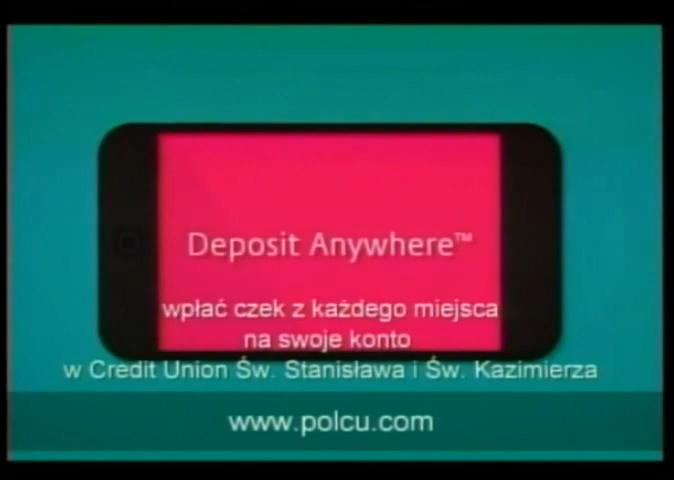 Deposit Anywhere™
wpłać czek z każdego miejsca
na swoje konto
w Credit Union Św. Stanisława i Św. Kazimierza
www.polcu.com